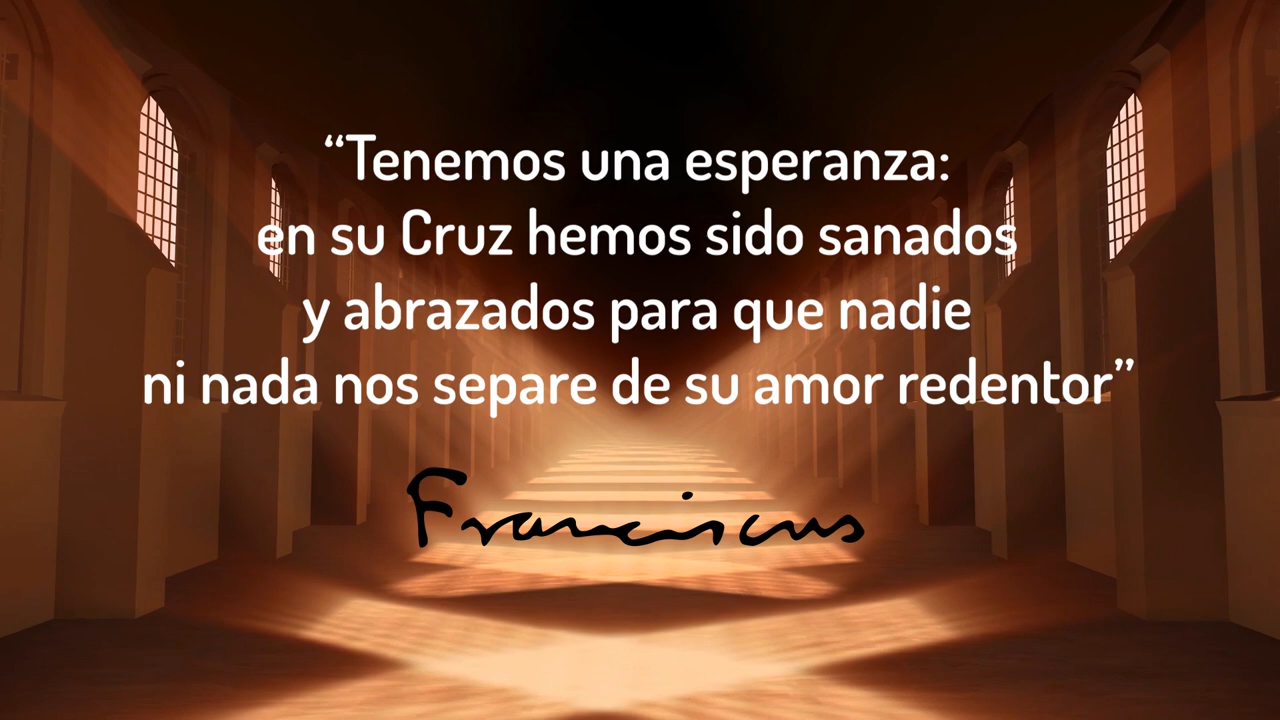 “Tenemos una esperanza:
en su Cruz hemos sido sanados
y abrazados para que nadie
ni nada nos separe de su amor redentor”
Franciscus